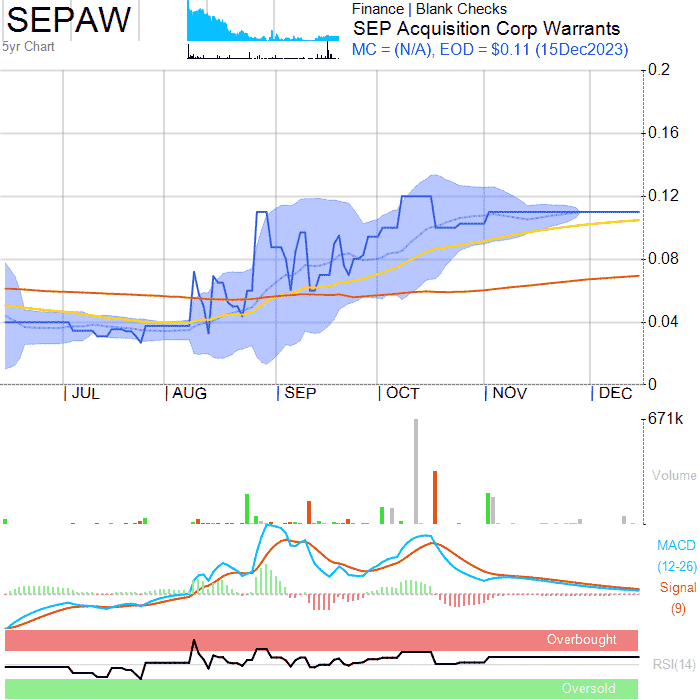 SEPAW
5yr Chart
Finance | Blank Checks
SEP Acquisition Corp Warrants
MC = (N/A), EOD = $0.11 (15Dec2023)
0.2
0.16
0.12
0.08
0.04
0
JUL AUG SEP OCT NOV DEC
671k
Volume
MACD
(12-26)
Signal
(9)
Overbought
RSI(14)
Oversold